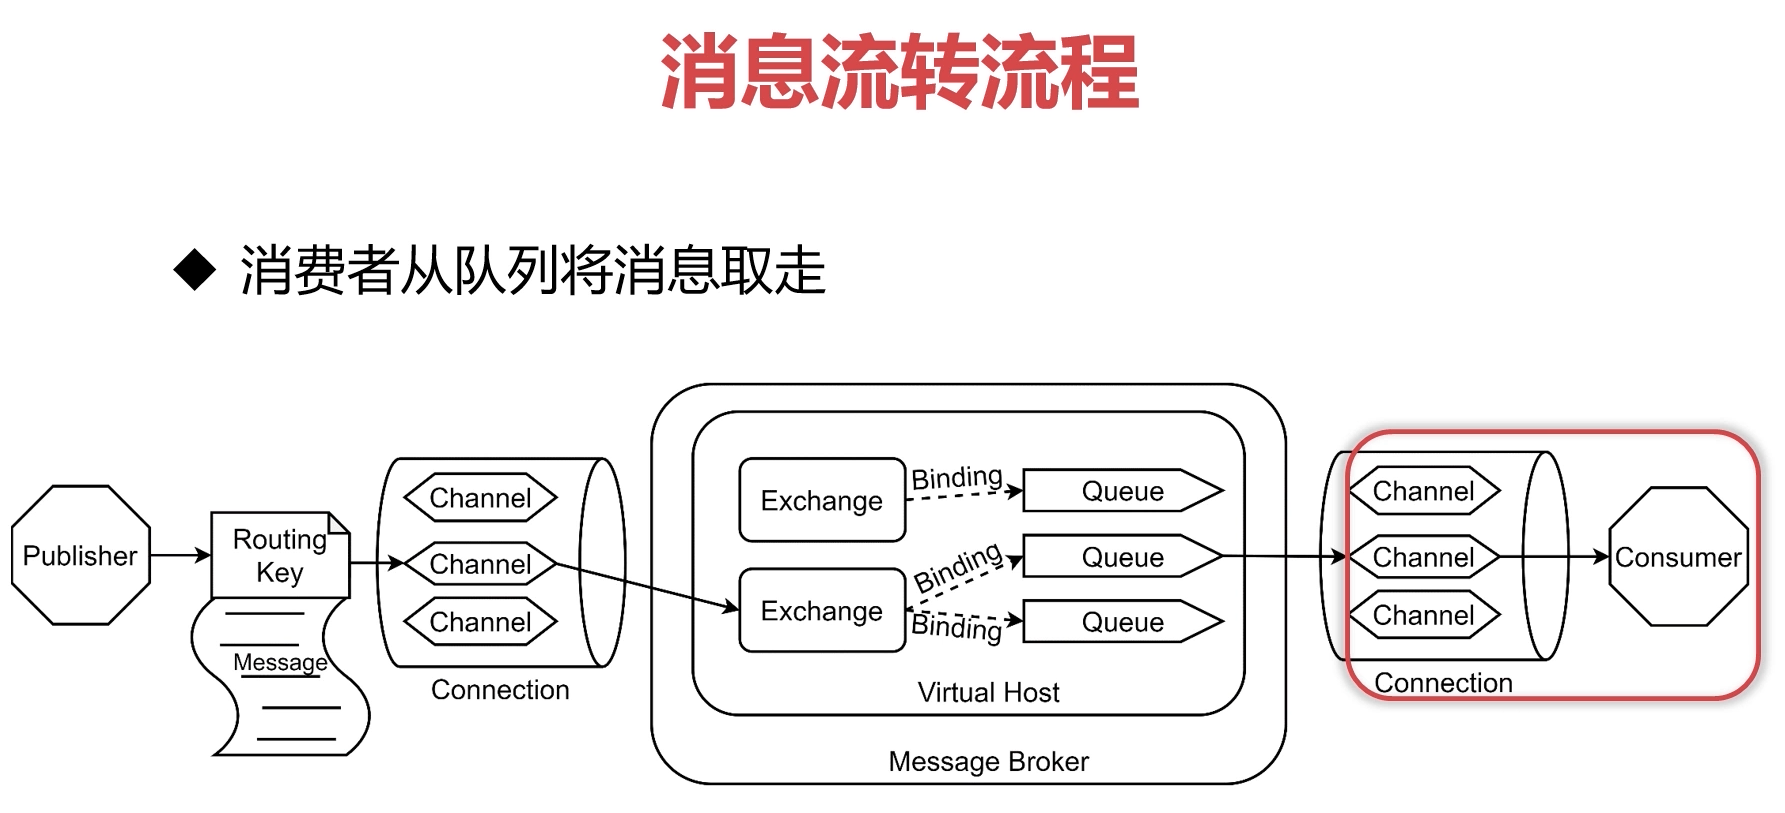 消息流转流程
◆ 消费者从队列将消息取走
Publisher
Routing
Key
Message
Channel
Channel
Channel
Connection
Exchange
Exchange
Binding
Binding
Binding
Queue
Queue
Queue
Virtual Host
Message Broker
Channel
Channel
Channel
Connection
Consumer